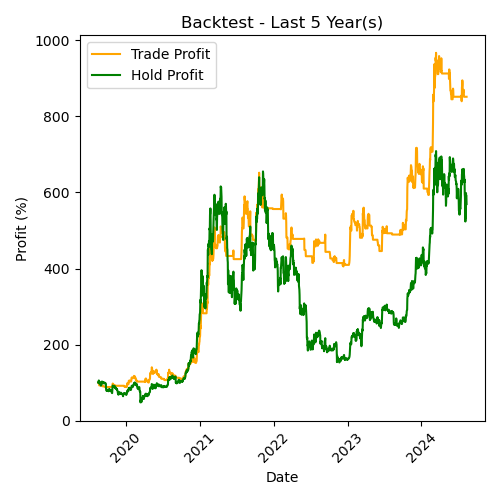 Backtest - Last 5 Year(s)
Trade Profit
Hold Profit
Profit (%)
1000
800
600
400
200
0
2020
2021
2022
2023
2024
Date